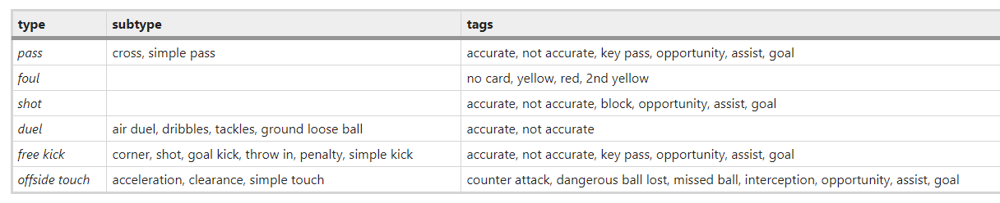 type subtype tags
pass cross, simple pass accurate, not accurate, key pass, opportunity, assist, goal
foul no card, yellow, red, 2nd yellow
shot accurate, not accurate, block, opportunity, assist, goal
duel air duel, dribbles, tackles, ground loose ball accurate, not accurate
free kick corner, shot, goal kick, throw in, penalty, simple kick accurate, not accurate, key pass, opportunity, assist, goal
offside touch acceleration, clearance, simple touch counter attack, dangerous ball lost, missed ball, interception, opportunity, assist, goal